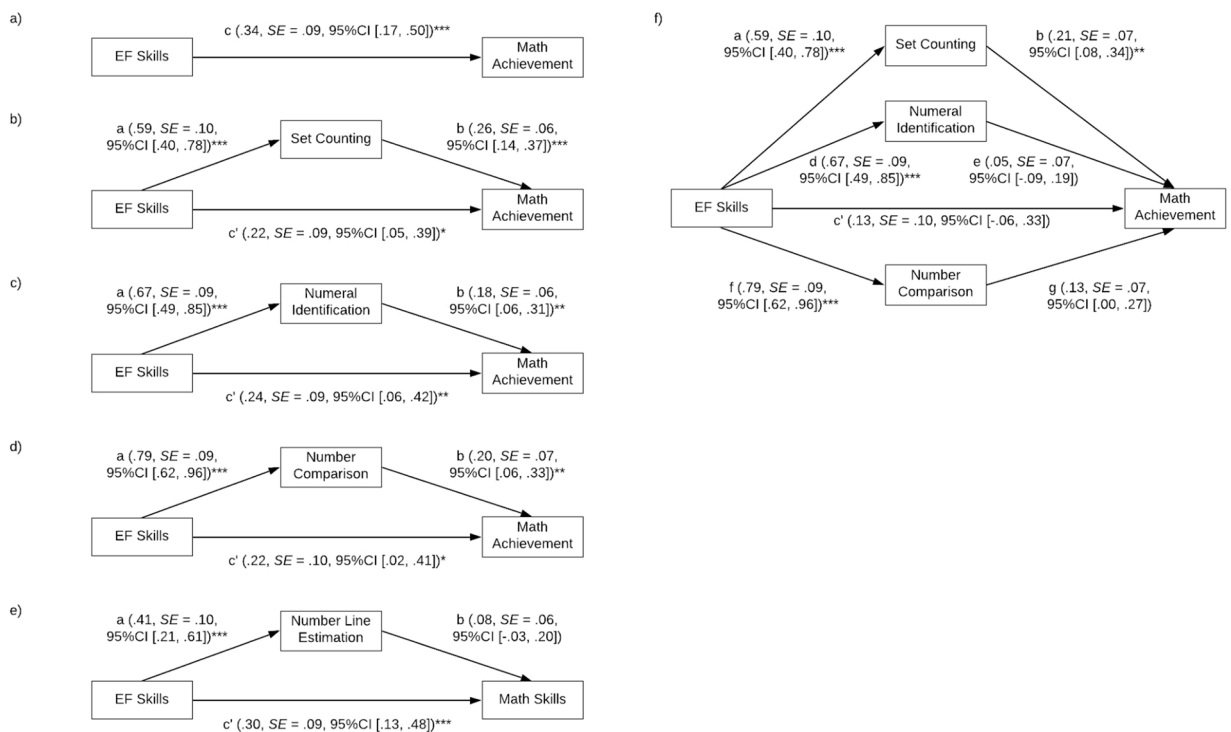 a)
c (.34, SE = .09, 95%CI [.17, .50])***
EF Skills
Math
Achievement
b)
a (.59, SE = .10,
95%CI [.40, .78])***
Set Counting
b (.26, SE = .06,
95%CI [.14, .37])***
EF Skills
Math
Achievement
c' (.22, SE = .09, 95%CI [.05, .39])*
c)
a (.67, SE = .09,
95%CI [.49, .85])***
Numeral
Identification
b (.18, SE = .06,
95%CI [.06, .31])**
EF Skills
Math
Achievement
c' (.24, SE = .09, 95%CI [.06, .42])**
d)
a (.79, SE = .09,
95%CI [.62, .96])***
Number
Comparison
b (.20, SE = .07,
95%CI [.06, .33])**
EF Skills
Math
Achievement
c' (.22, SE = .10, 95%CI [.02, .41])*
e)
a (.41, SE = .10,
95%CI [.21, .61])***
Number Line
Estimation
b (.08, SE = .06,
95%CI [-.03, .20])
EF Skills
Math Skills
c' (.30, SE = .09, 95%CI [.13, .48])***
f)
a (.59, SE = .10,
95%CI [.40, .78])***
Set Counting
b (.21, SE = .07,
95%CI [.08, .34])**
Numeral
Identification
d (.67, SE = .09,
95%CI [.49, .85])***
e (.05, SE = .07,
95%CI [-.09, .19])
EF Skills
Math
Achievement
c' (.13, SE = .10, 95%CI [-.06, .33])
f (.79, SE = .09,
95%CI [.62, .96])***
Number
Comparison
g (.13, SE = .07,
95%CI [.00, .27])